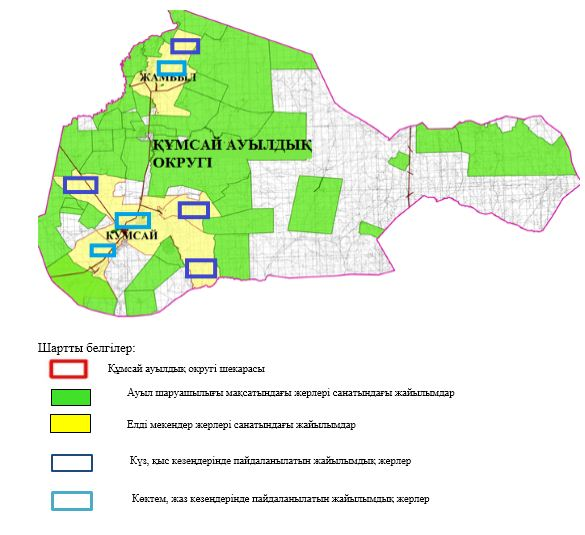 ЖАМБЫЛ
ҚҰМСАЙ АУЫЛДЫҚ
ОКРУГІ
ҚҰМСАЙ
Шартты белгілер:
Құмсай ауылдық округі шекарасы
Ауыл шаруашылығы мақсатындағы жерлері санатындағы жайылымдар
Елді мекендер жерлері санатындағы жайылымдар
Күз, қыс кезеңдерінде пайдаланылатын жайылымдық жерлер
Көктем, жаз кезеңдерінде пайдаланылатын жайылымдық жерлер